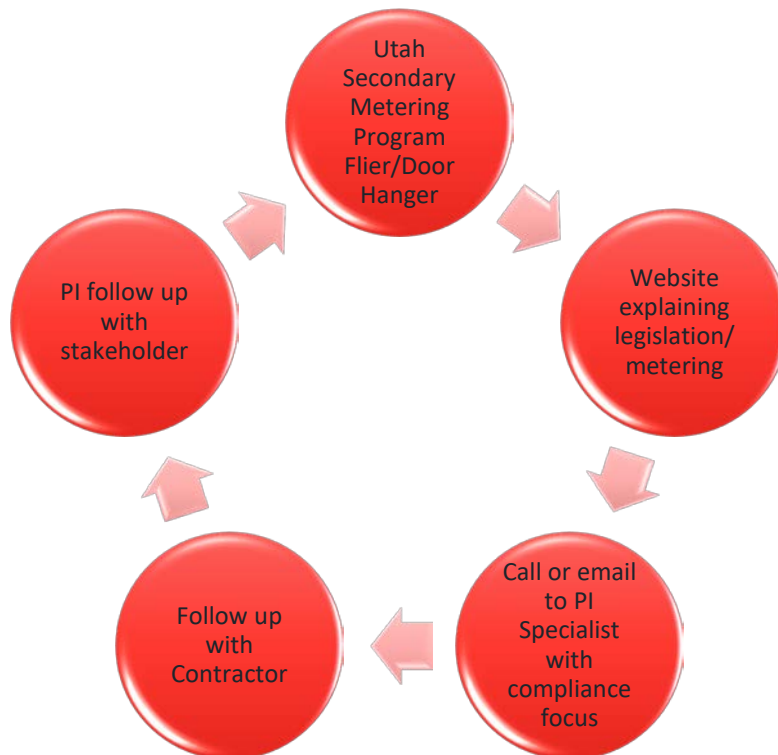 Utah
Secondary
Metering
Program
Flier/Door
Hanger
Website
explaining
legislation/
metering
Call or email
to PI
Specialist
with
compliance
focus
Follow up
with
Contractor
PI follow up
with
stakeholder